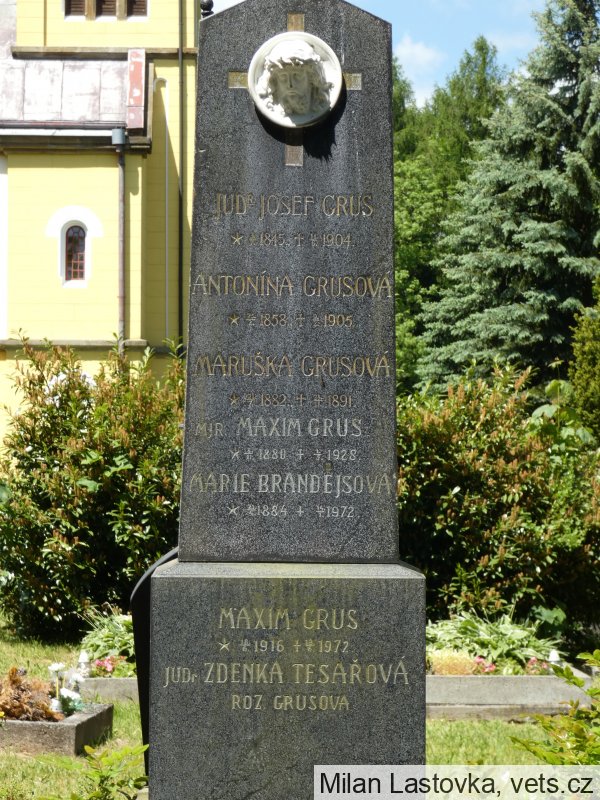 JUDr JOSEF GRUS
* 1845. + 1904.
ANTONÍNA GRUSOVÁ
* 1858. + 1905.
MARUŠKA GRUSOVÁ
* 1882. + 1891.
MJR MAXIM GRUS
* 1880 + 1928.
MARIE BRANDEJSOVÁ
* 1884 + 1972.
MAXIM GRUS
* 1916 + 1972.
JUDr ZDENKA TESAŘOVÁ
ROZ. GRUSOVA
Milan Lastovka, vets.cz